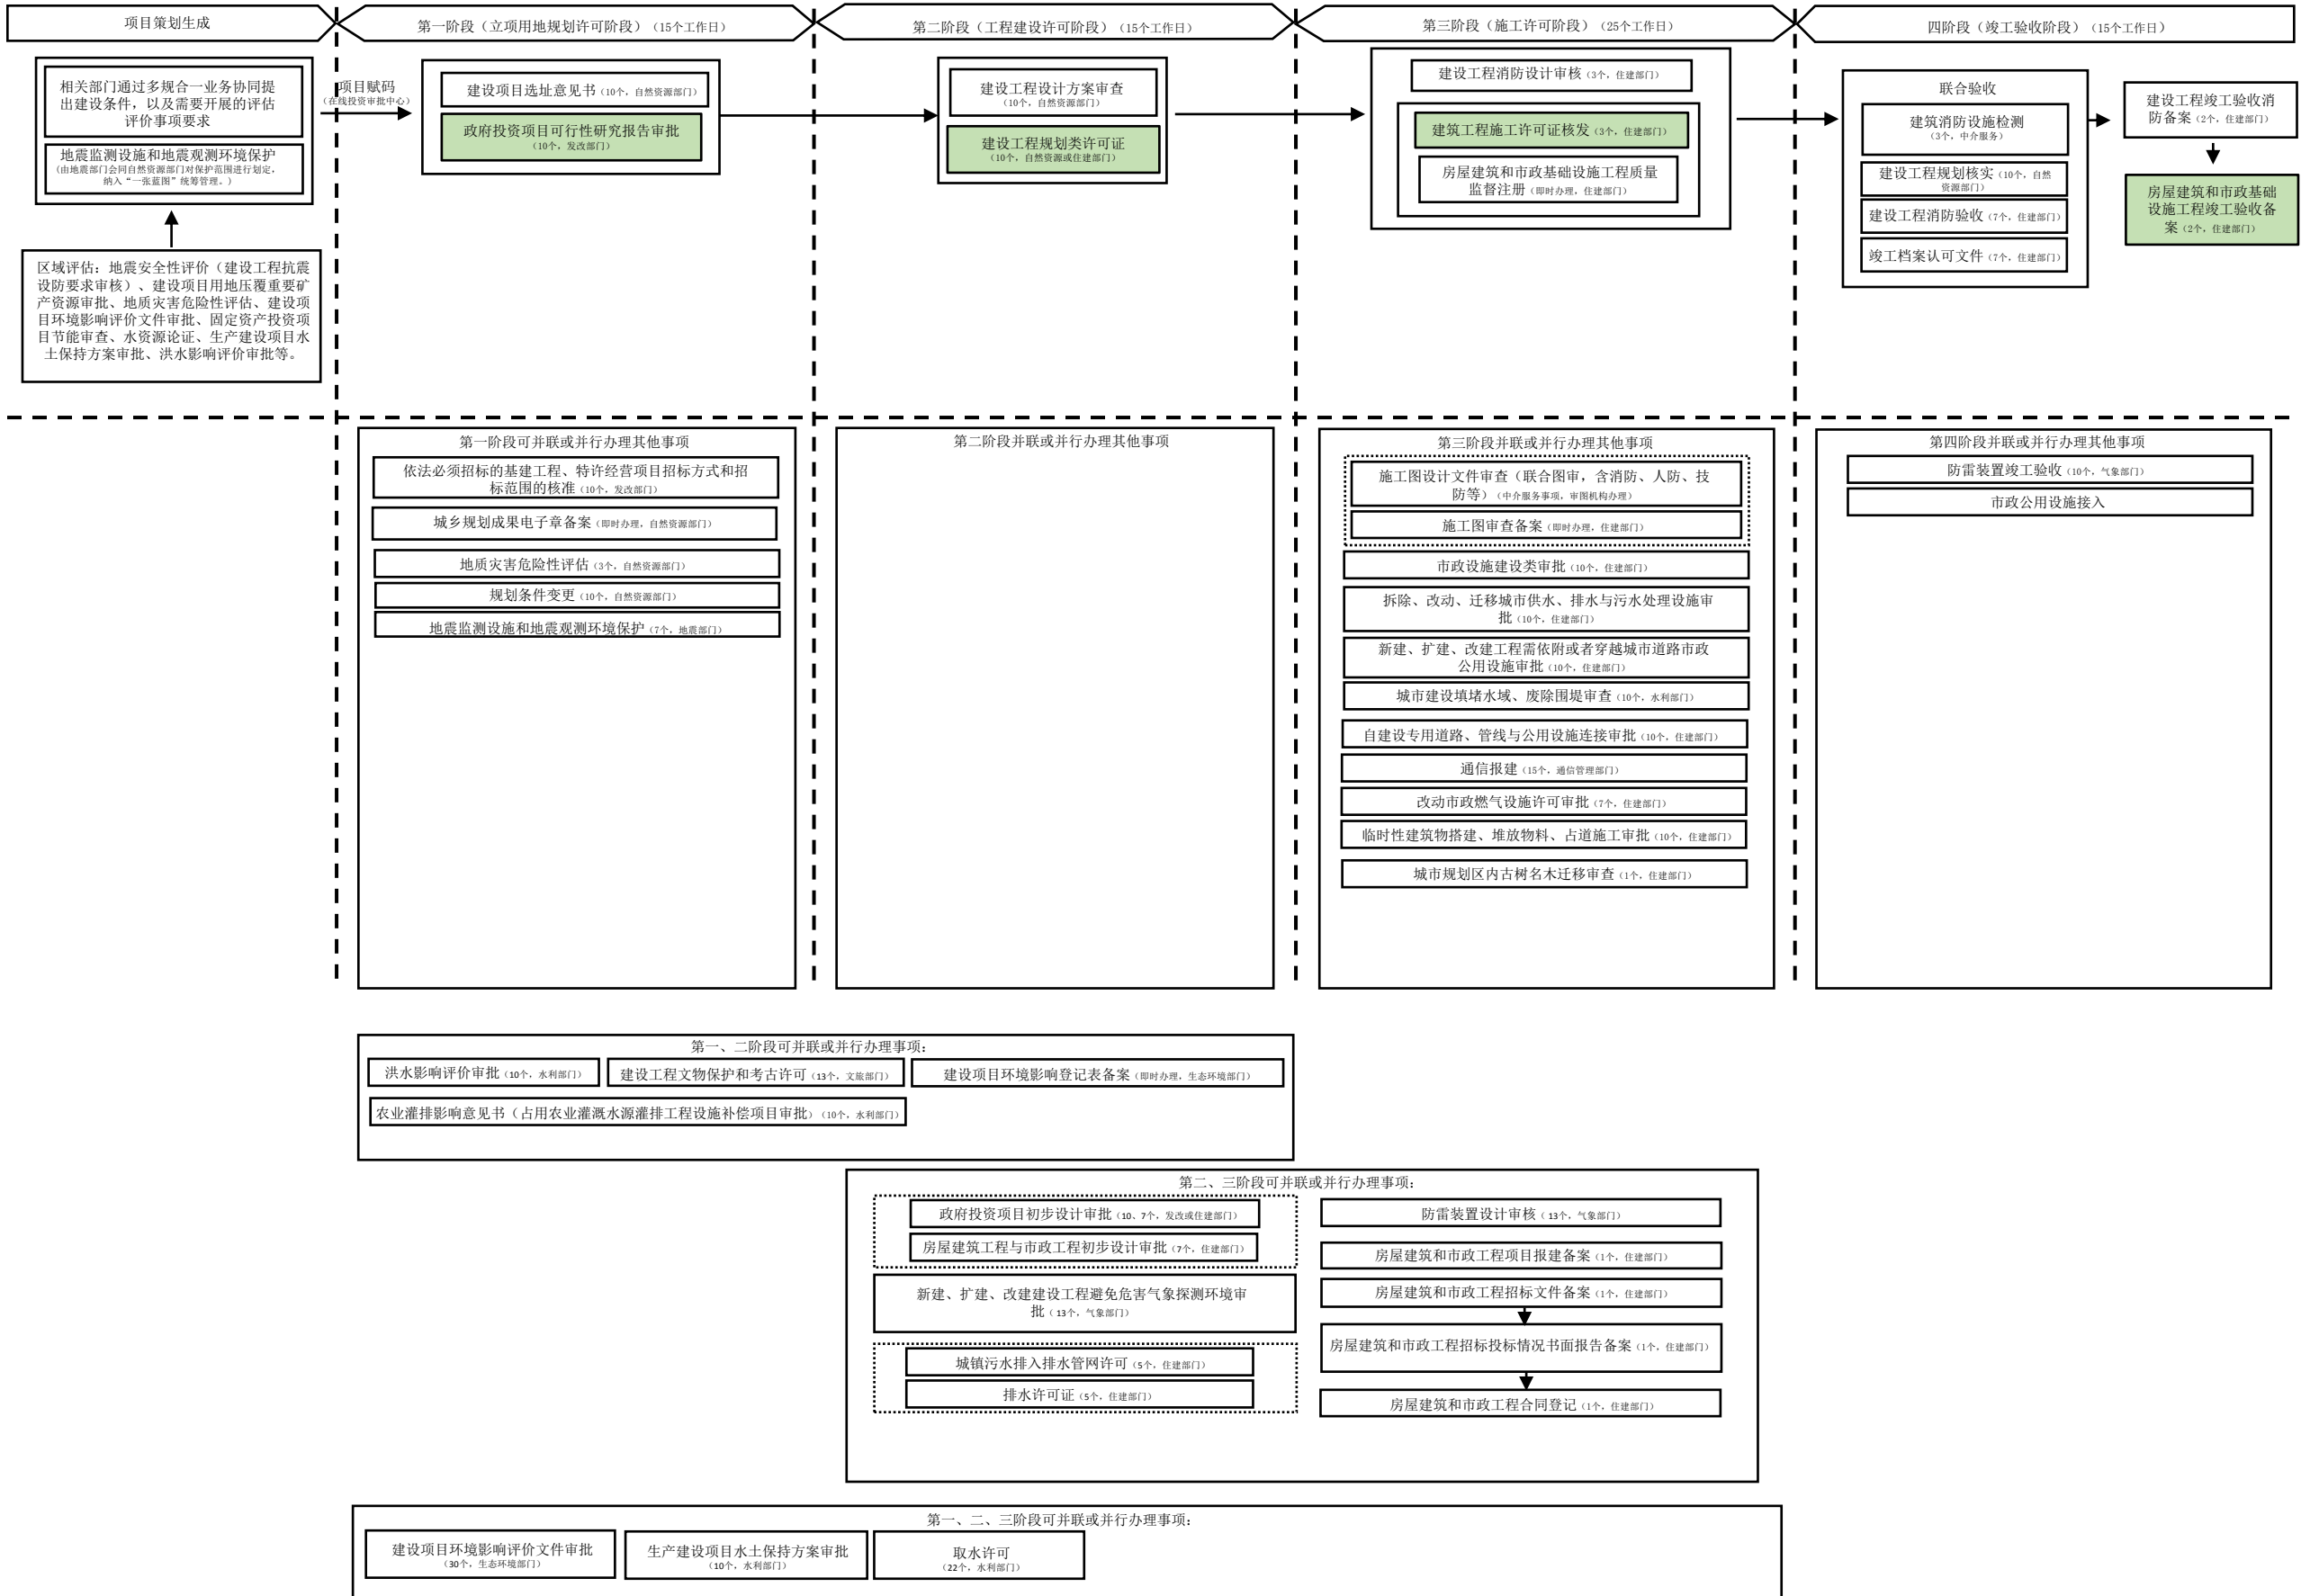 项目策划生成
第一阶段（立项用地规划许可阶段）（15个工作日）
第二阶段（工程建设许可阶段）（15个工作日）
第三阶段（施工许可阶段）（25个工作日）
四阶段（竣工验收阶段）（15个工作日）
相关部门通过多规合一业务协同提
出建设条件，以及需要开展的评估
评价事项要求
地震监测设施和地震观测环境保护
（由地震部门会同自然资源部门对保护范围进行划定，
纳入“一张蓝图”统筹管理。）
区域评估：地震安全性评价（建设工程抗震
设防要求审核）、建设项目用地压覆重要矿
产资源审批、地质灾害危险性评估、建设项
目环境影响评价文件审批、固定资产投资项
目节能审查、水资源论证、生产建设项目水
土保持方案审批、洪水影响评价审批等。
项目赋码
（在线投资审批中心）
建设项目选址意见书（10个，自然资源部门）
政府投资项目可行性研究报告审批
（10个，发改部门）
建设工程设计方案审查
（10个，自然资源部门）
建设工程规划类许可证
（10个，自然资源或住建部门）
建设工程消防设计审核（3个，住建部门）
建筑工程施工许可证核发（3个，住建部门）
房屋建筑和市政基础设施工程质量
监督注册（即时办理，住建部门）
联合验收
建筑消防设施检测
（3个，中介服务）
建设工程规划核实（10个，自然
资源部门）
建设工程消防验收（7个，住建部门）
竣工档案认可文件（7个，住建部门）
建设工程竣工验收消
防备案（2个，住建部门）
房屋建筑和市政基础
设施工程竣工验收备
案（2个，住建部门）
第一阶段可并联或并行办理其他事项
依法必须招标的基建工程、特许经营项目招标方式和招
标范围的核准（10个，发改部门）
城乡规划成果电子章备案（即时办理，自然资源部门）
地质灾害危险性评估（3个，自然资源部门）
规划条件变更（10个，自然资源部门）
地震监测设施和地震观测环境保护（7个，地震部门）
第二阶段并联或并行办理其他事项
第三阶段并联或并行办理其他事项
施工图设计文件审查（联合图审，含消防、人防、技
防等）（中介服务事项，审图机构办理）
施工图审查备案（即时办理，住建部门）
市政设施建设类审批（10个，住建部门）
拆除、改动、迁移城市供水、排水与污水处理设施审
批（10个，住建部门）
新建、扩建、改建工程需依附或者穿越城市道路市政
公用设施审批（10个，住建部门）
城市建设填堵水域、废除围堤审查（10个，水利部门）
自建设专用道路、管线与公用设施连接审批（10个，住建部门）
通信报建（15个，通信管理部门）
改动市政燃气设施许可审批（7个，住建部门）
临时性建筑物搭建、堆放物料、占道施工审批（10个，住建部门）
城市规划区内古树名木迁移审查（1个，住建部门）
第四阶段并联或并行办理其他事项
防雷装置竣工验收（10个，气象部门）
市政公用设施接入
第一、二阶段可并联或并行办理事项：
洪水影响评价审批（10个，水利部门）
建设工程文物保护和考古许可（13个，文旅部门）
建设项目环境影响登记表备案（即时办理，生态环境部门）
农业灌排影响意见书（占用农业灌溉水源灌排工程设施补偿项目审批）（10个，水利部门）
第二、三阶段可并联或并行办理事项：
政府投资项目初步设计审批（10、7个，发改或住建部门）
房屋建筑工程与市政工程初步设计审批（7个，住建部门）
新建、扩建、改建建设工程避免危害气象探测环境审
批（ 13个，气象部门）
城镇污水排入排水管网许可（5个，住建部门）
排水许可证（5个，住建部门）
防雷装置设计审核（ 13个，气象部门）
房屋建筑和市政工程项目报建备案（1个，住建部门）
房屋建筑和市政工程招标文件备案（1个，住建部门）
房屋建筑和市政工程招标投标情况书面报告备案（1个，住建部门）
房屋建筑和市政工程合同登记（1个，住建部门）
第一、二、三阶段可并联或并行办理事项：
建设项目环境影响评价文件审批
（30个，生态环境部门）
生产建设项目水土保持方案审批
（10个，水利部门）
取水许可
（22个，水利部门）